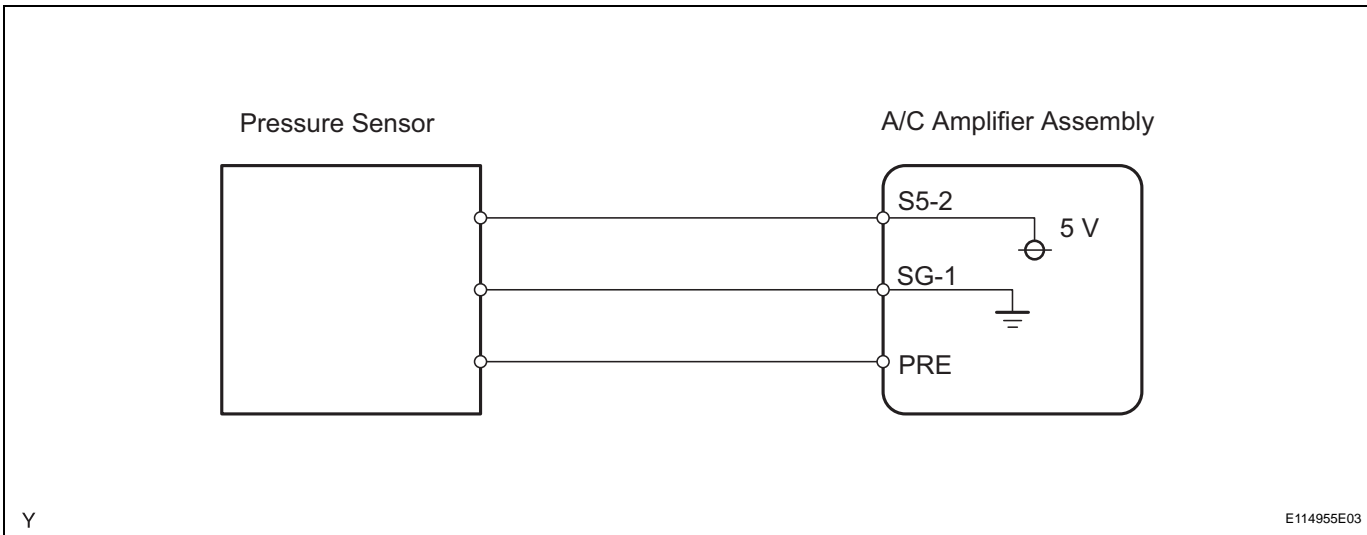 Pressure Sensor
A/C Amplifier Assembly
S5-2
5 V
SG-1
PRE
Y
E114955E03